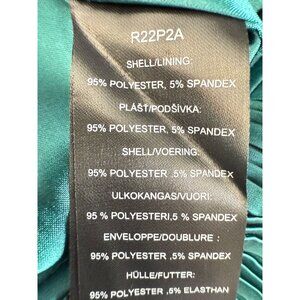 R22P2A
SHELL/LINING:
95% POLYESTER, 5% SPANDEX
PLÁŠŤ/PODŠÍVKA:
95% POLYESTER, 5% SPANDEX
SHELL/VOERING:
95% POLYESTER ,5% SPANDEX
ULKOKANGAS/VUORI:
95 % POLYESTERI,5 % SPANDEX
ENVELOPPE/DOUBLURE :
95% POLYESTER ,5% SPANDEX
HÜLLE/FUTTER:
95% POLYESTER ,5% ELASTHAN